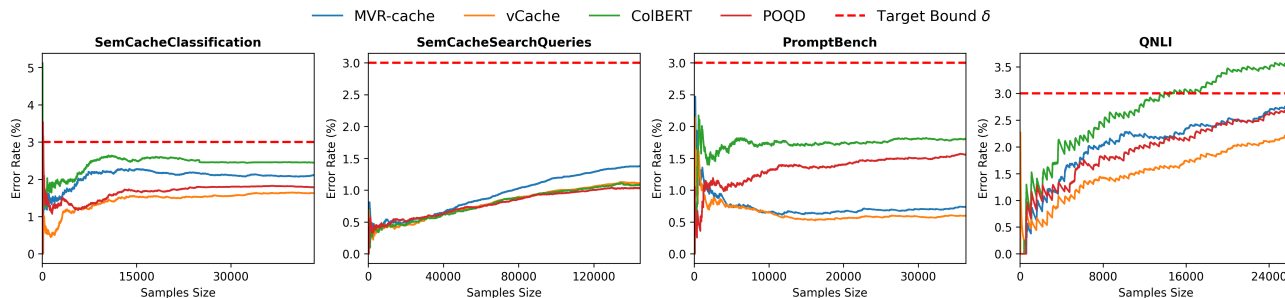 MVR-cache vCache ColBERT POQD Target Bound δ
SemCacheClassification
Error Rate (%)
5
4
3
2
1
0
0 15000 30000
Samples Size
SemCacheSearchQueries
Error Rate (%)
3.0
2.5
2.0
1.5
1.0
0.5
0.0
0 40000 80000 120000
Samples Size
PromptBench
Error Rate (%)
3.0
2.5
2.0
1.5
1.0
0.5
0.0
0 10000 20000 30000
Samples Size
QNLI
Error Rate (%)
3.5
3.0
2.5
2.0
1.5
1.0
0.5
0.0
0 8000 16000 24000
Samples Size